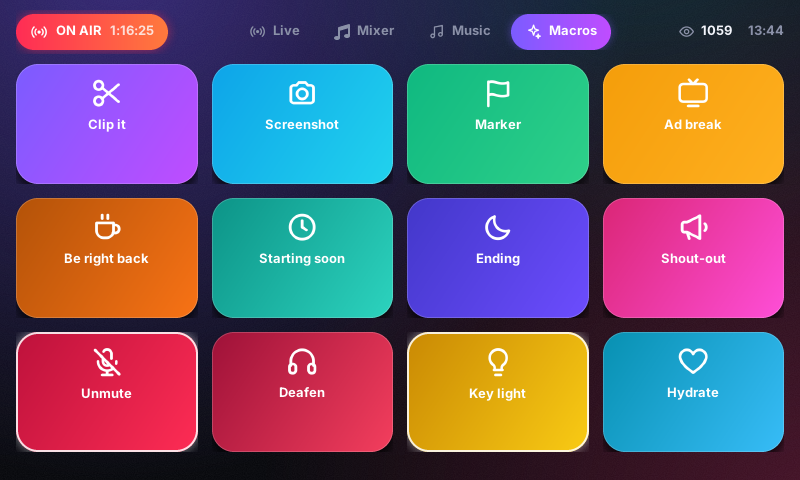 ON AIR 1:16:25 Live Mixer Music Macros 1059 13:44
Clip it Screenshot Marker Ad break
Be right back Starting soon Ending Shout-out
Unmute Deafen Key light Hydrate